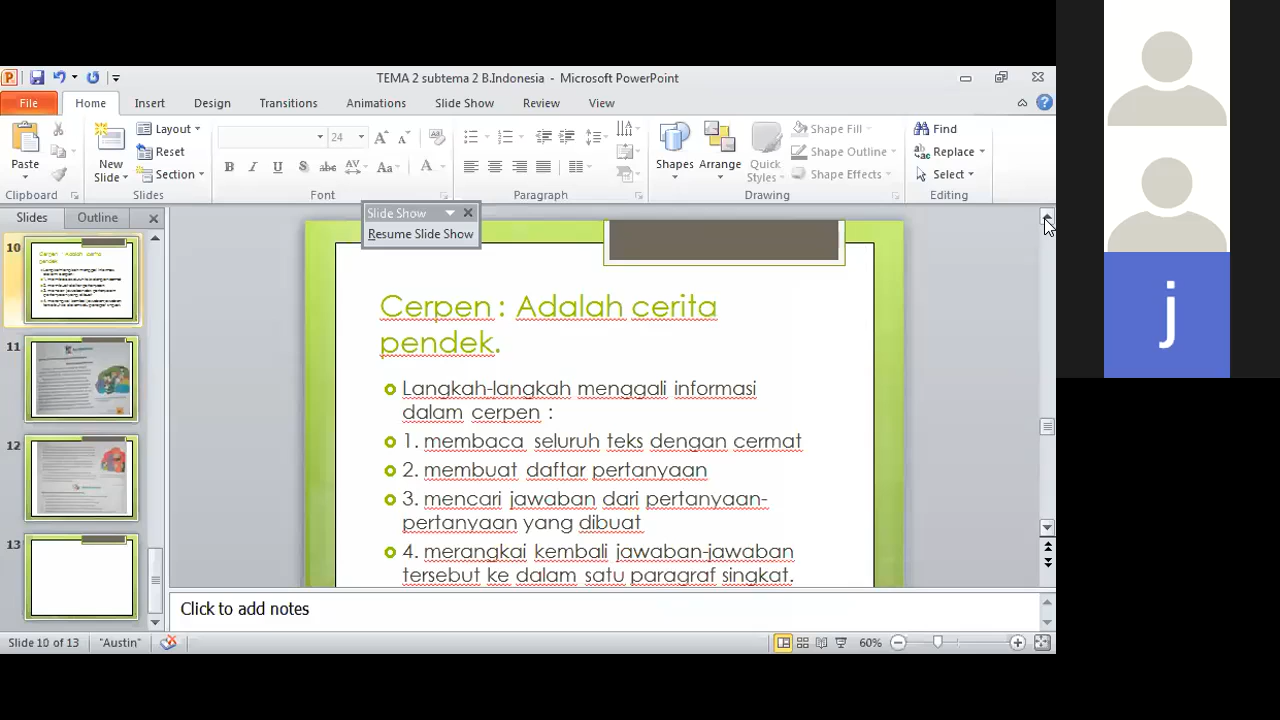 TEMA 2 subtema 2 B.Indonesia - Microsoft PowerPoint
File Home Insert Design Transitions Animations Slide Show Review View
Paste
Clipboard
New
Slide
Layout
Reset
Section
Slides
24
Font
Paragraph
Shapes
Arrange
Quick
Styles
Shape Fill
Shape Outline
Shape Effects
Drawing
Find
Replace
Select
Editing
Slides Outline
Slide Show
Resume Slide Show
10
11
12
13
Cerpen : Adalah cerita
pendek.
Langkah-langkah menggali informasi
dalam cerpen :
1. membaca seluruh teks dengan cermat
2. membuat daftar pertanyaan
3. mencari jawaban dari pertanyaan-
pertanyaan yang dibuat
4. merangkai kembali jawaban-jawaban
tersebut ke dalam satu paragraf singkat.
Click to add notes
Slide 10 of 13 "Austin" 60%
j